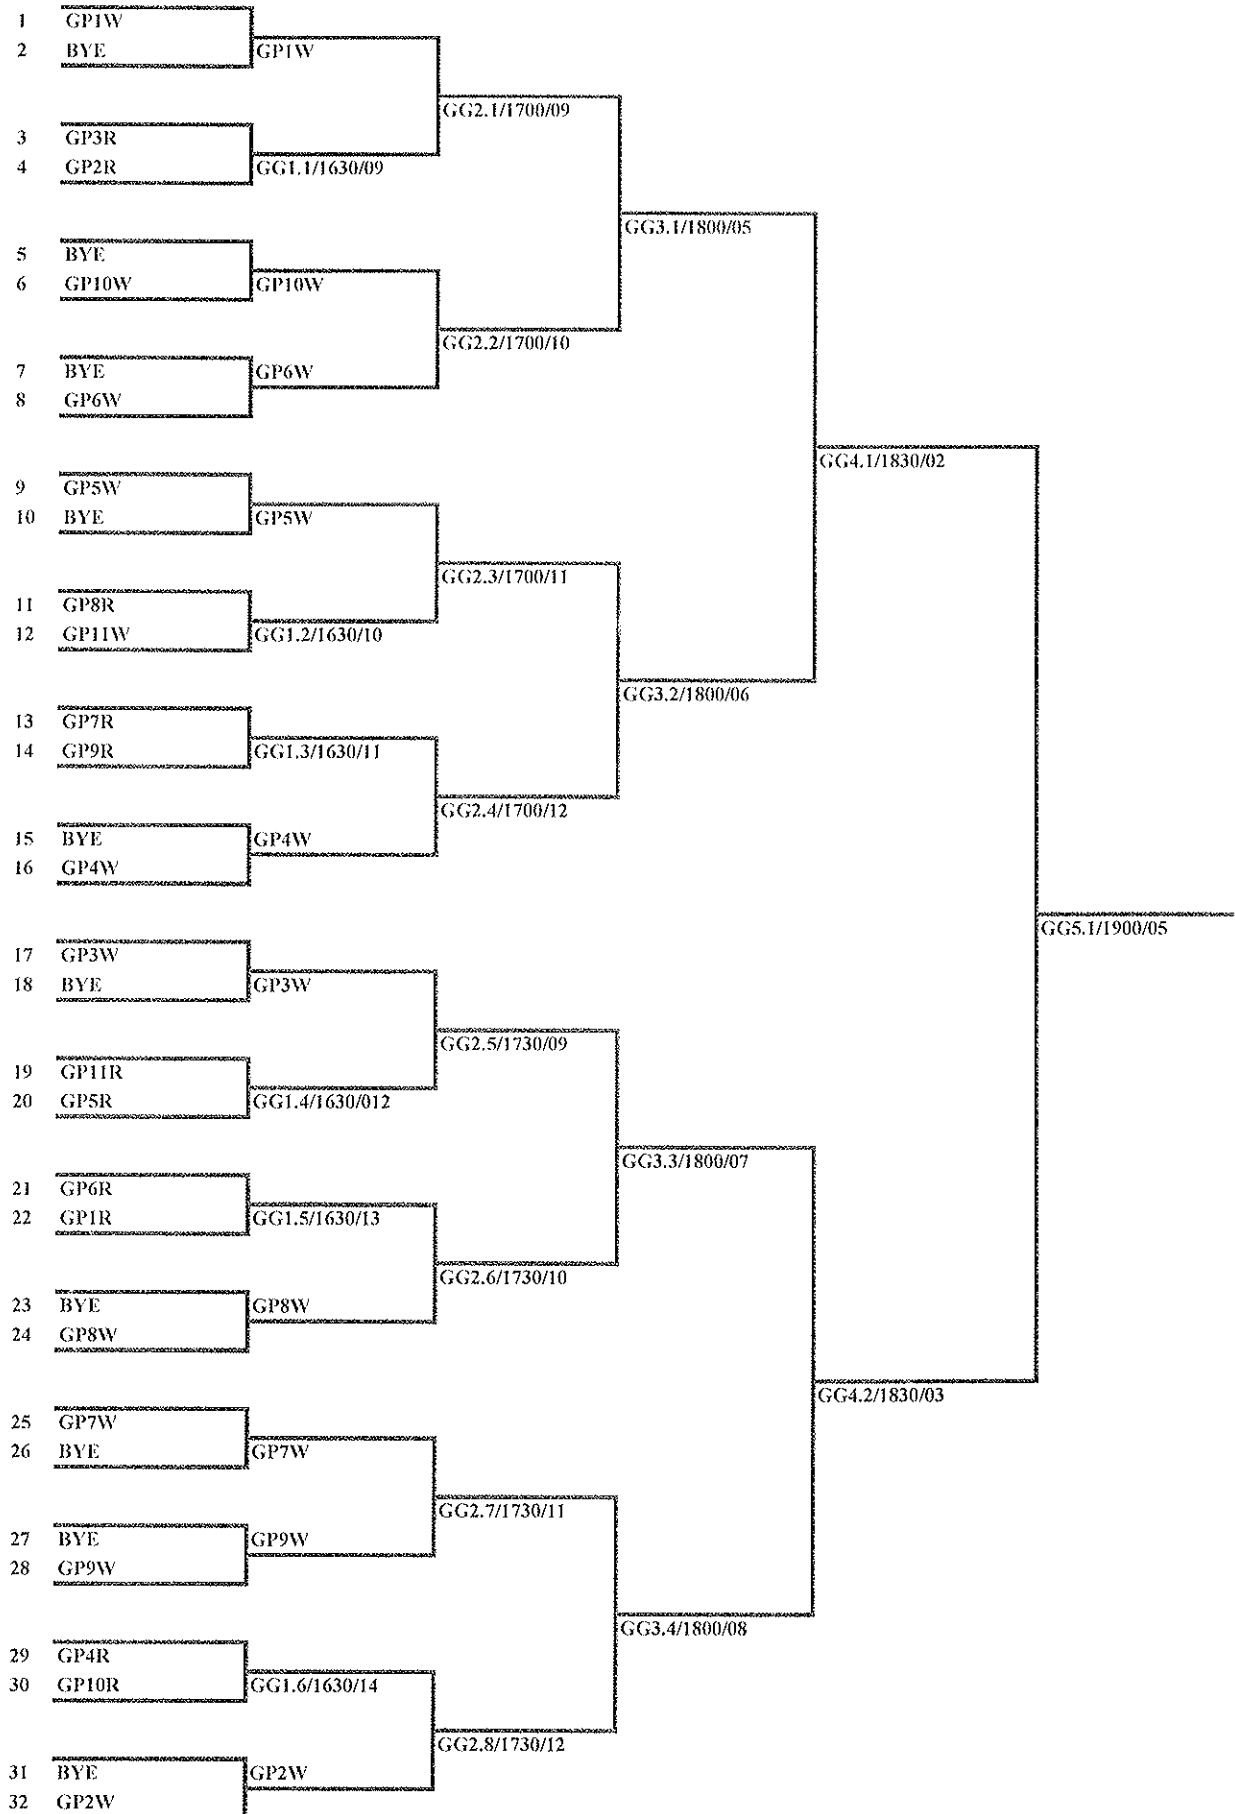 1 GP1W
2 BYE
GP1W
GG2.1/1700/09
3 GP3R
4 GP2R
GG1.1/1630/09
GG3.1/1800/05
5 BYE
6 GP10W
GP10W
GG2.2/1700/10
7 BYE
8 GP6W
GP6W
GG4.1/1830/02
9 GP5W
10 BYE
GP5W
GG2.3/1700/11
11 GP8R
12 GP11W
GG1.2/1630/10
GG3.2/1800/06
13 GP7R
14 GP9R
GG1.3/1630/11
GG2.4/1700/12
15 BYE
16 GP4W
GP4W
GG5.1/1900/05
17 GP3W
18 BYE
GP3W
GG2.5/1730/09
19 GP11R
20 GP5R
GG1.4/1630/012
GG3.3/1800/07
21 GP6R
22 GP1R
GG1.5/1630/13
GG2.6/1730/10
23 BYE
24 GP8W
GP8W
GG4.2/1830/03
25 GP7W
26 BYE
GP7W
GG2.7/1730/11
27 BYE
28 GP9W
GP9W
GG3.4/1800/08
29 GP4R
30 GP10R
GG1.6/1630/14
GG2.8/1730/12
31 BYE
32 GP2W
GP2W